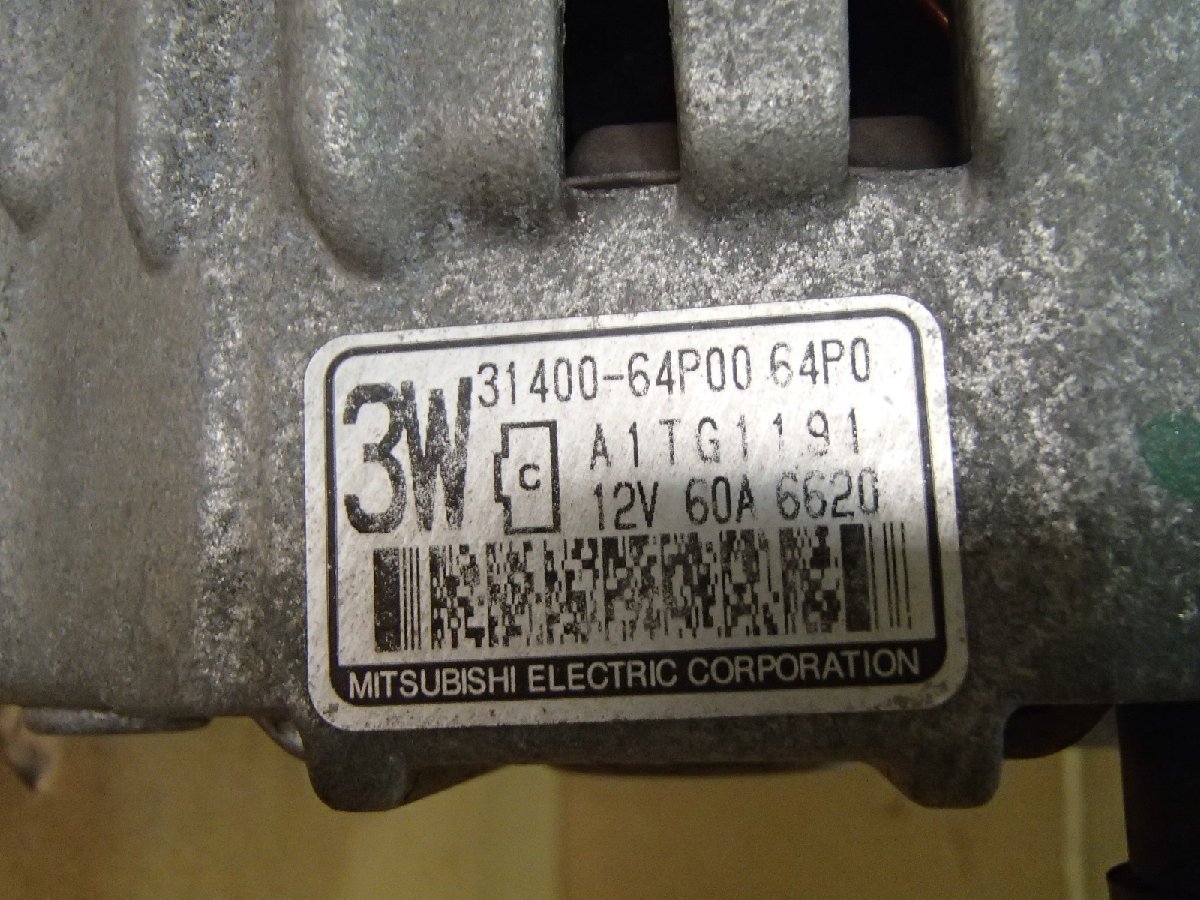 3W 31400-64P00 64P0
C A1TG1191
12V 60A 6620
MITSUBISHI ELECTRIC CORPORATION